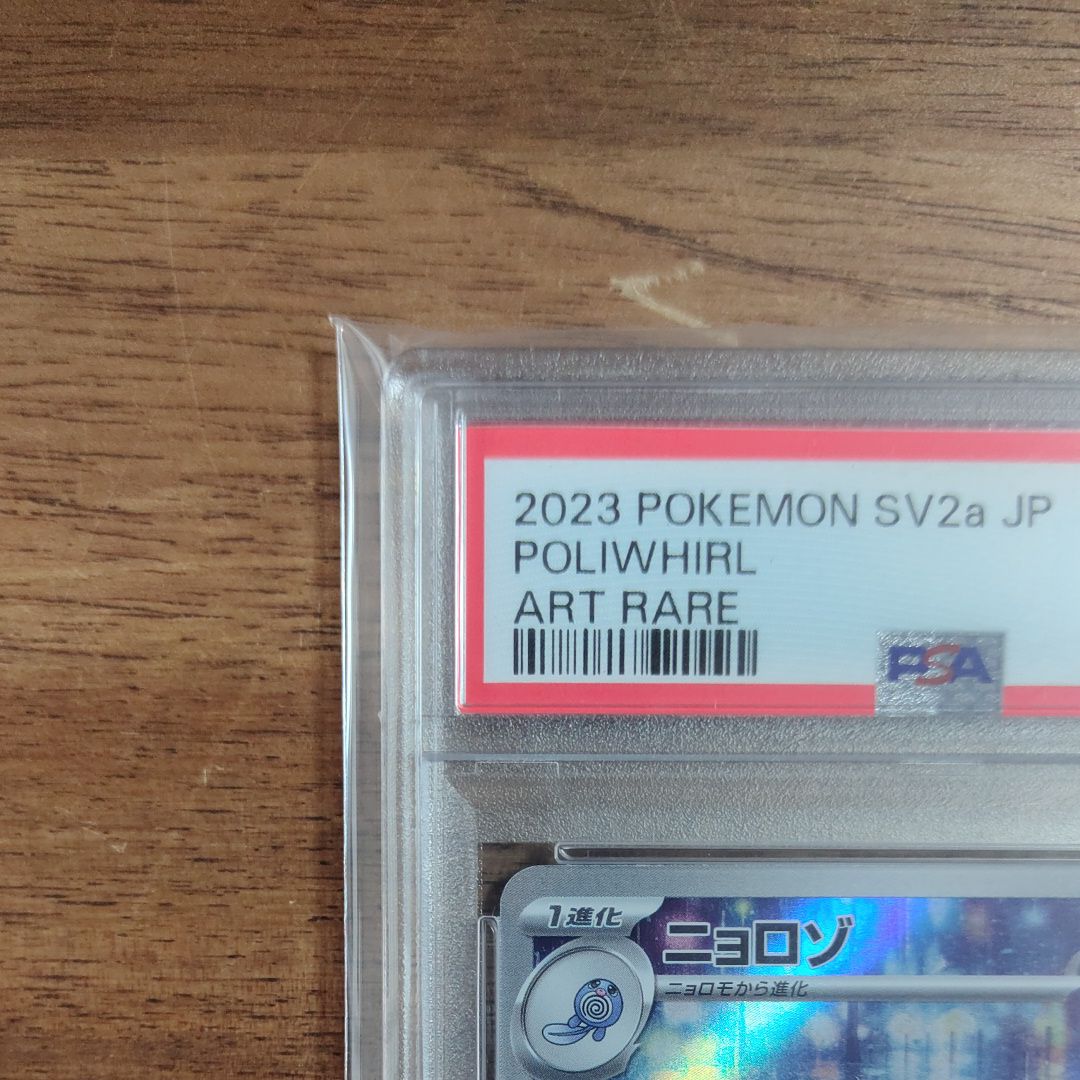 2023 POKEMON SV2a JP
POLIWHIRL
ART RARE
PSA
1進化
ニョロゾ
ニョロモから進化